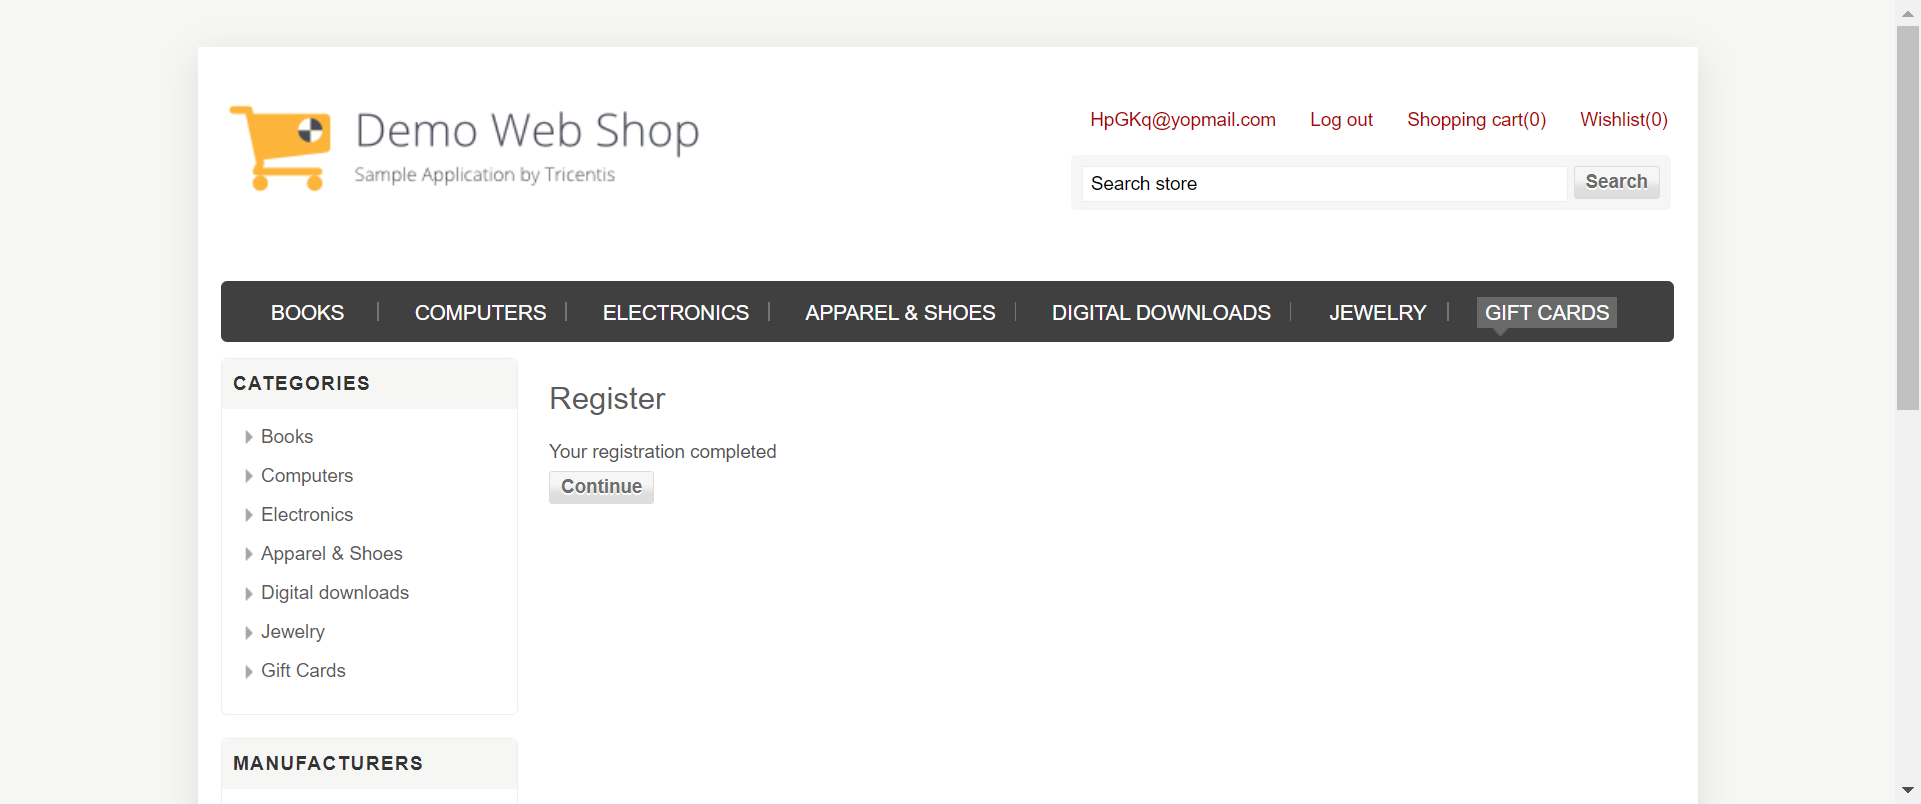 Demo Web Shop
Sample Application by Tricentis
HpGKq@yopmail.com Log out Shopping cart(0) Wishlist(0)
Search store Search
BOOKS COMPUTERS ELECTRONICS APPAREL & SHOES DIGITAL DOWNLOADS JEWELRY GIFT CARDS
CATEGORIES
Books
Computers
Electronics
Apparel & Shoes
Digital downloads
Jewelry
Gift Cards
MANUFACTURERS
Register
Your registration completed
Continue